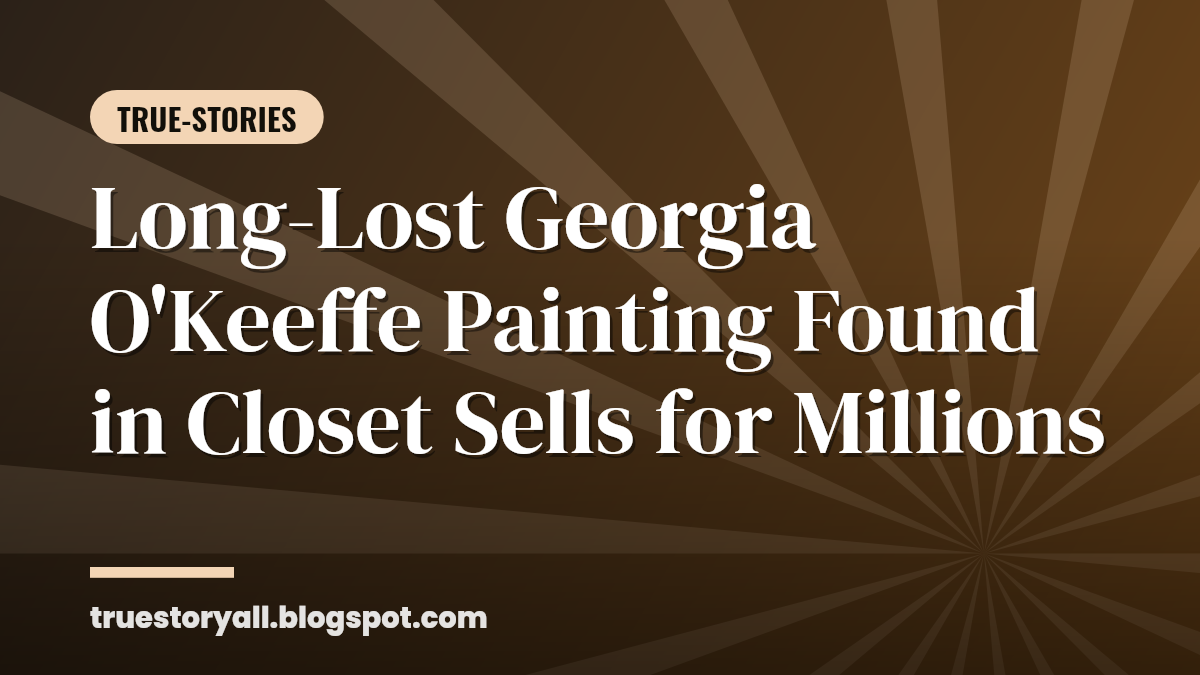 TRUE-STORIES
Long-Lost Georgia
O'Keeffe Painting Found
in Closet Sells for Millions
truestoryall.blogspot.com